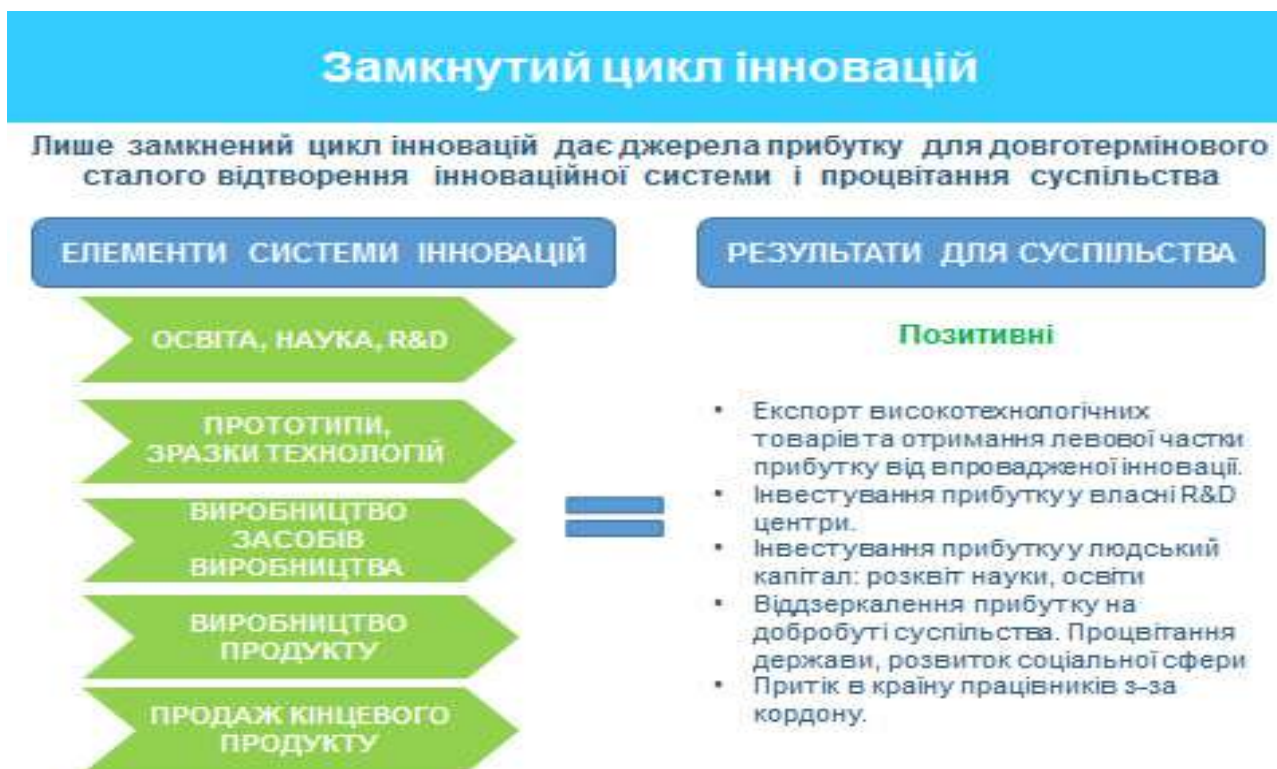 Замкнутий цикл інновацій
Лише замкнений цикл інновацій дає джерела прибутку для довготермінового
сталого відтворення інноваційної системи і процвітання суспільства
ЕЛЕМЕНТИ СИСТЕМИ ІННОВАЦІЙ
ОСВІТА, НАУКА, R&D
ПРОТОТИПИ,
ЗРАЗКИ ТЕХНОЛОГІЙ
ВИРОБНИЦТВО
ЗАСОБІВ
ВИРОБНИЦТВА
ВИРОБНИЦТВО
ПРОДУКТУ
ПРОДАЖ КІНЦЕВОГО
ПРОДУКТУ
РЕЗУЛЬТАТИ ДЛЯ СУСПІЛЬСТВА
Позитивні
• Експорт високотехнологічних
товарів та отримання левової частки
прибутку від впровадженої інновації.
• Інвестування прибутку у власні R&D
центри.
• Інвестування прибутку у людський
капітал: розквіт науки, освіти
• Віддзеркалення прибутку на
добробуті суспільства. Процвітання
держави, розвиток соціальної сфери
• Притік в країну працівників з-за
кордону.